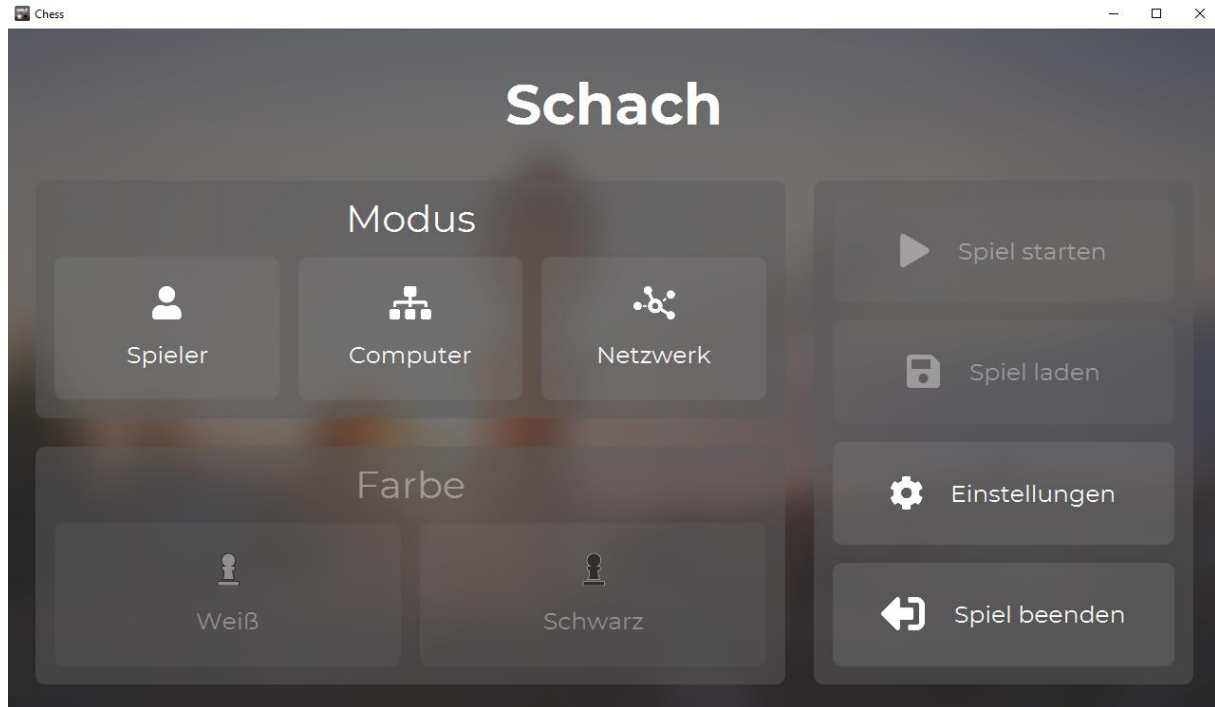 Chess
Schach
Modus
Spieler
Computer
Netzwerk
Farbe
Weiß
Schwarz
Spiel starten
Spiel laden
Einstellungen
Spiel beenden